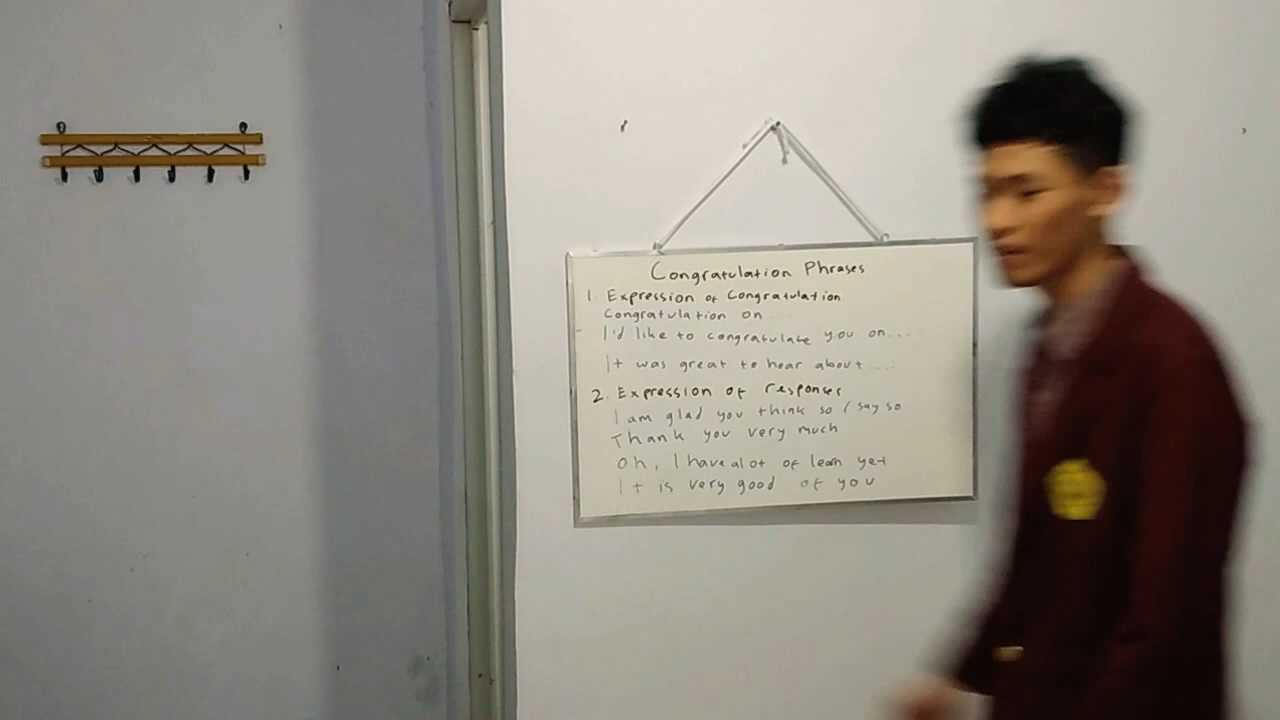 Congratulation Phrases
1. Expression of Congratulation
Congratulation on ....
I'd like to congratulate you on...
It was great to hear about....
2. Expression of responses
I am glad you think so / say so
Thank you very much
Oh, I have alot of learn yet
It is very good of you